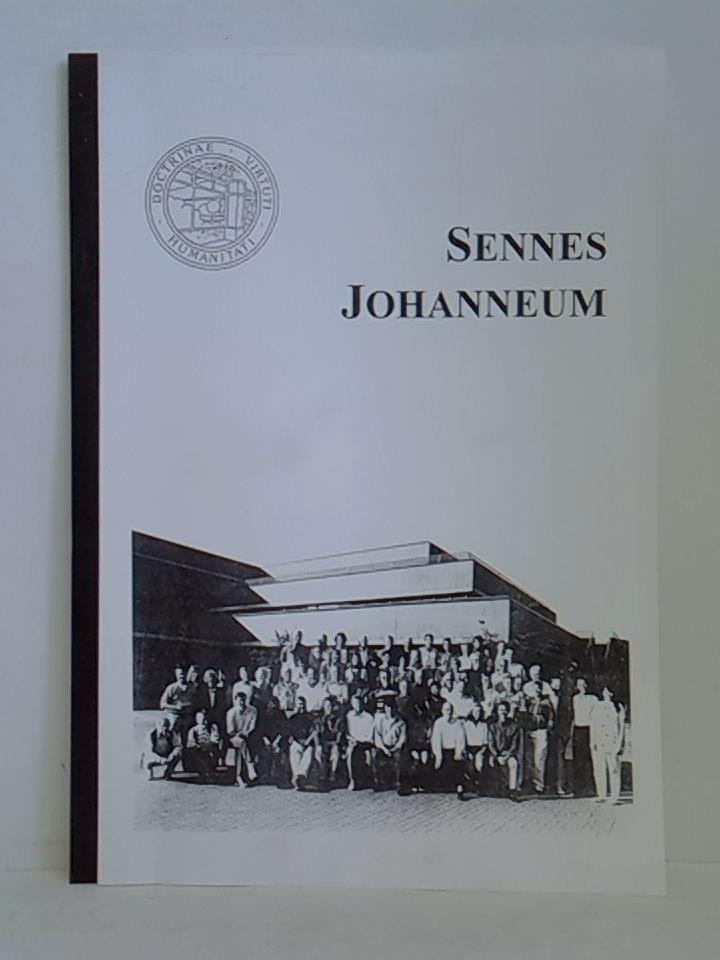 DOCTRINAE · VIRTUTI · HUMANITATI ·
SENNES
JOHANNEUM